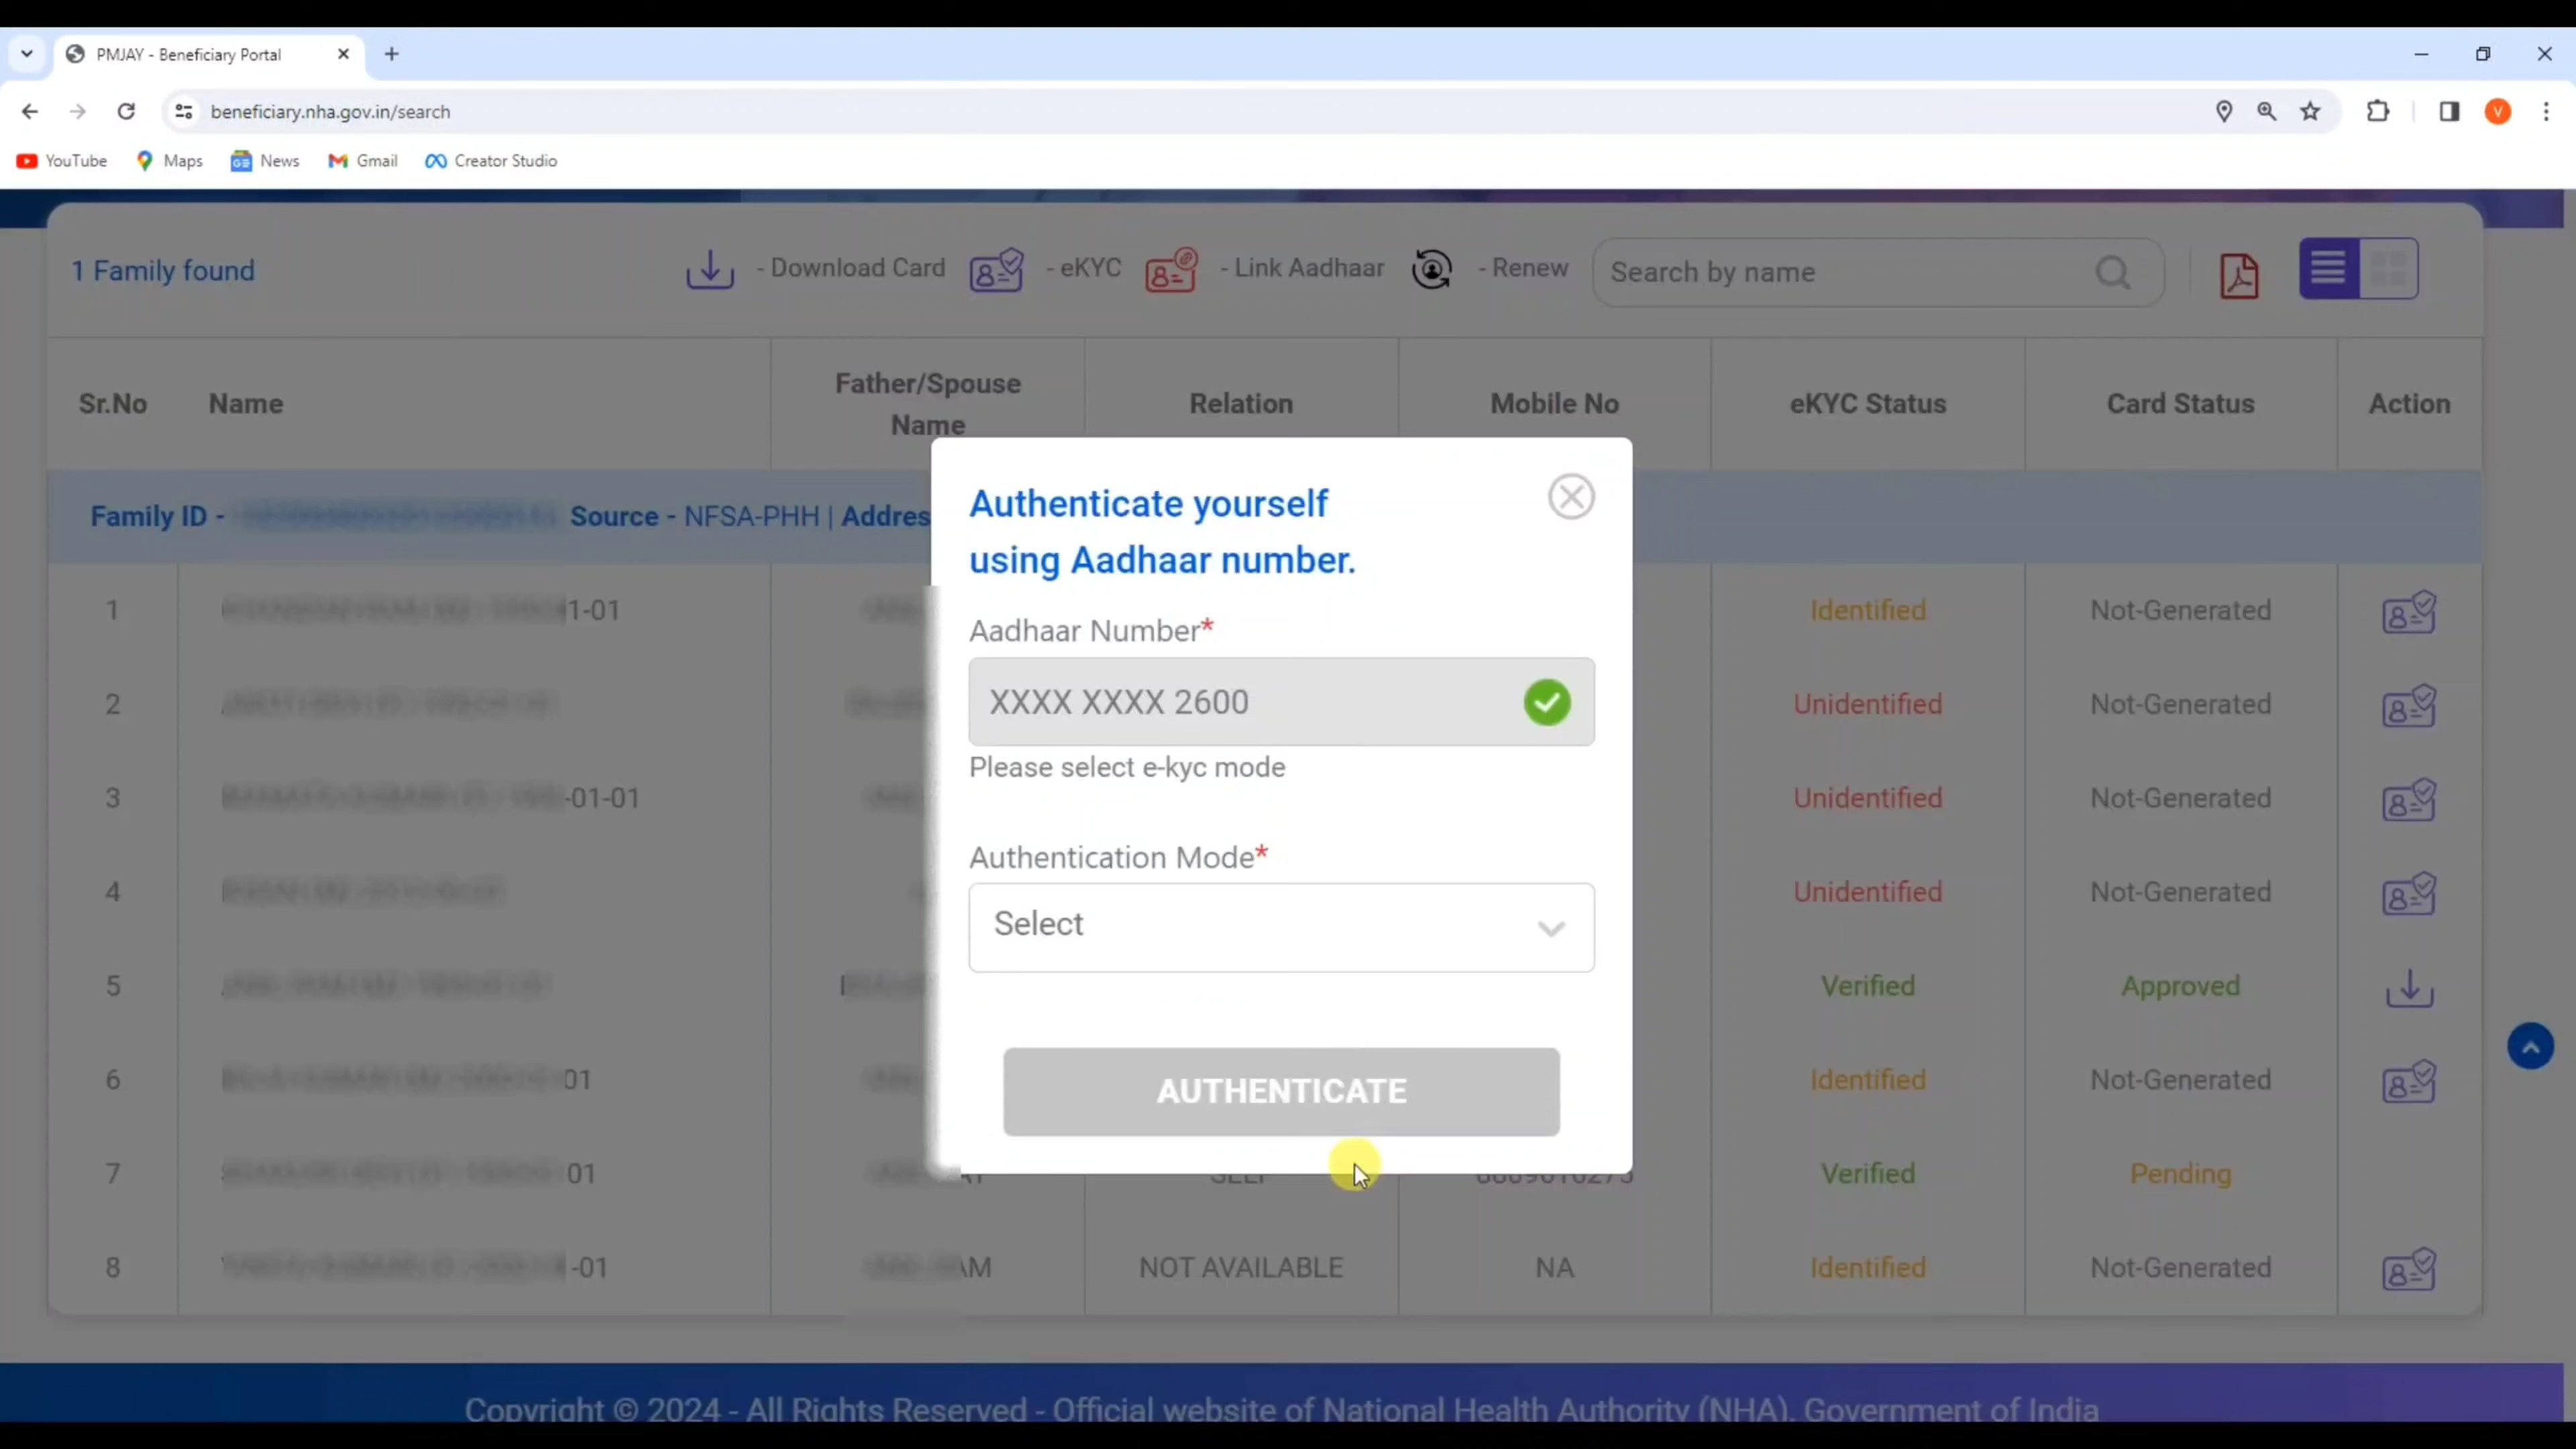 PMJAY - Beneficiary Portal
beneficiary.nha.gov.in/search
V
YouTube Maps News Gmail Creator Studio
1 Family found - Download Card - eKYC - Link Aadhaar - Renew Search by name
Sr.No Name Father/Spouse Name Relation Mobile No eKYC Status Card Status Action
Family ID - Source - NFSA-PHH | Addres
Authenticate yourself
using Aadhaar number.
Aadhaar Number*
XXXX XXXX 2600
Please select e-kyc mode
Authentication Mode*
Select
AUTHENTICATE
1 1-01 Identified Not-Generated
2 Unidentified Not-Generated
3 -01-01 Unidentified Not-Generated
4 Unidentified Not-Generated
5 Verified Approved
6 01 Identified Not-Generated
7 01 Verified Pending
8 -01 AM NOT AVAILABLE NA Identified Not-Generated
Copyright © 2024 - All Rights Reserved - Official website of National Health Authority (NHA), Government of India